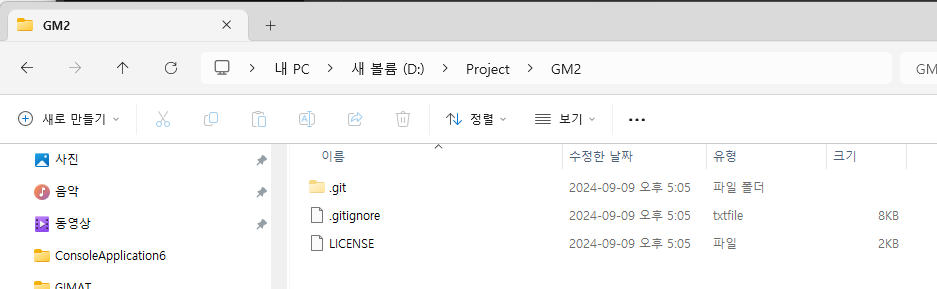 GM2
내 PC > 새 볼륨 (D:) > Project > GM2
GM
새로 만들기 정렬 보기
이름 수정한 날짜 유형 크기
사진
음악
동영상
ConsoleApplication6
.git 2024-09-09 오후 5:05 파일 폴더
.gitignore 2024-09-09 오후 5:05 txtfile 8KB
LICENSE 2024-09-09 오후 5:05 파일 2KB